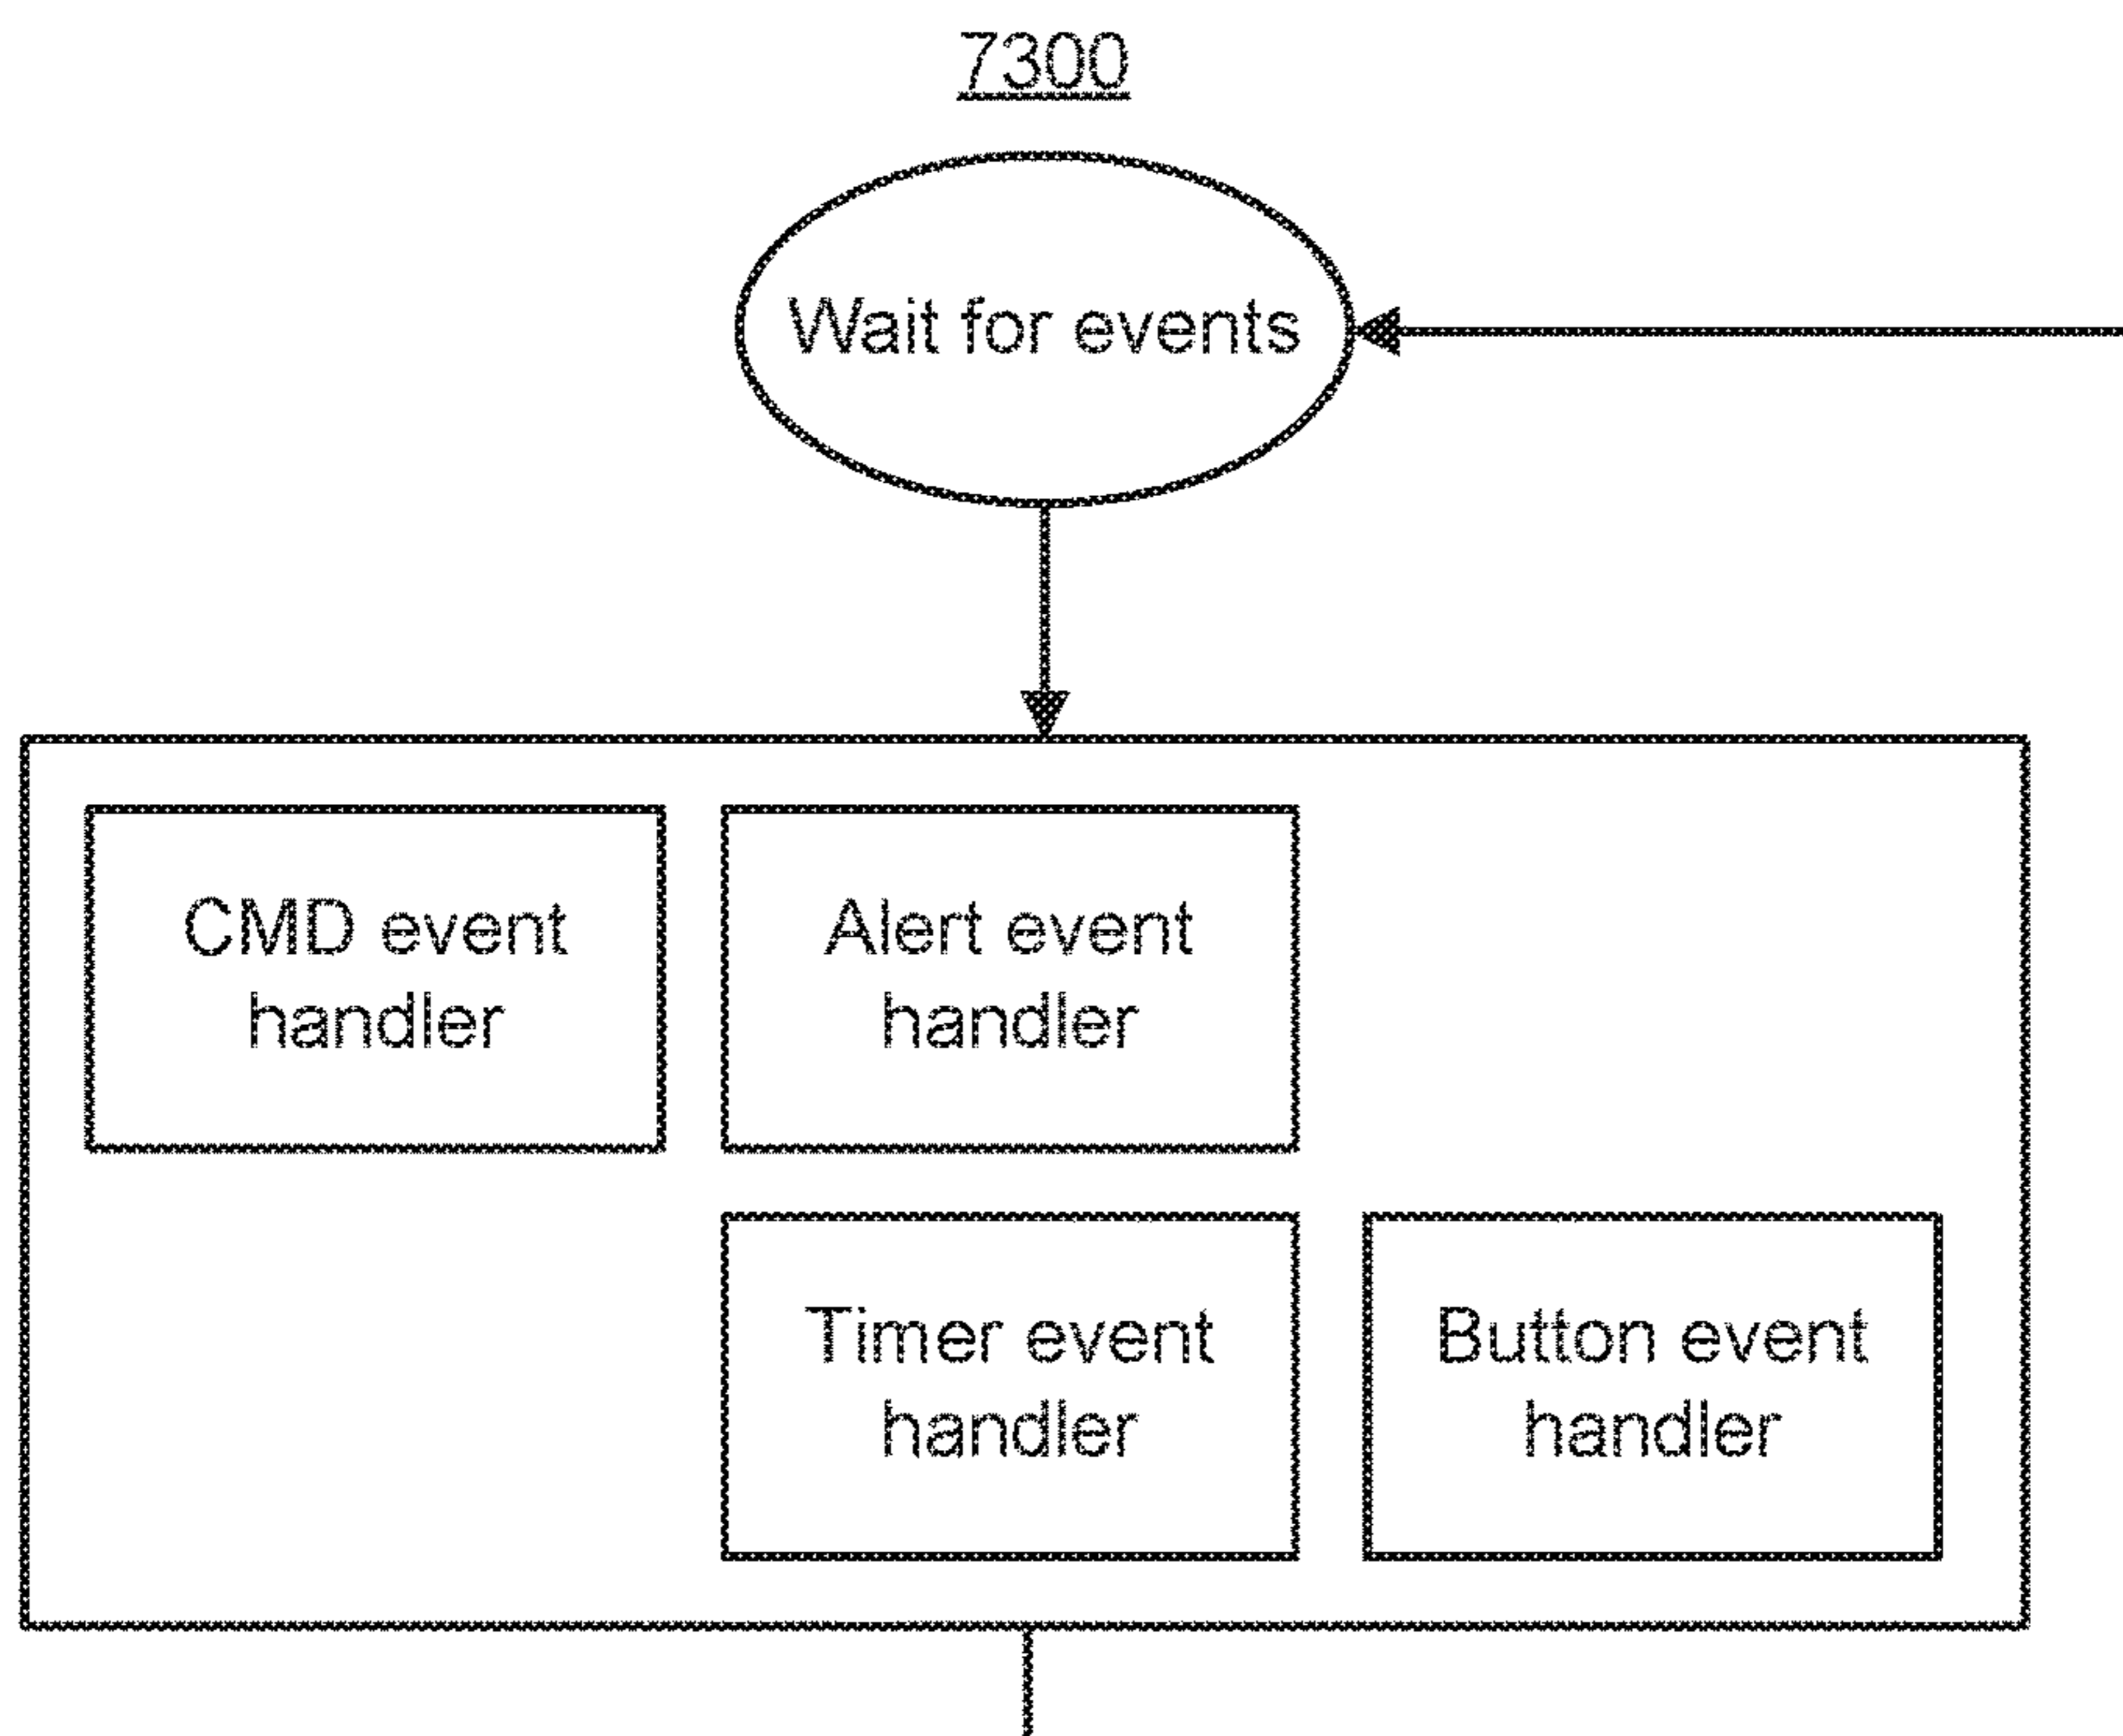 7300
Wait for events
CMD event
handler
Alert event
handler
Timer event
handler
Button event
handler